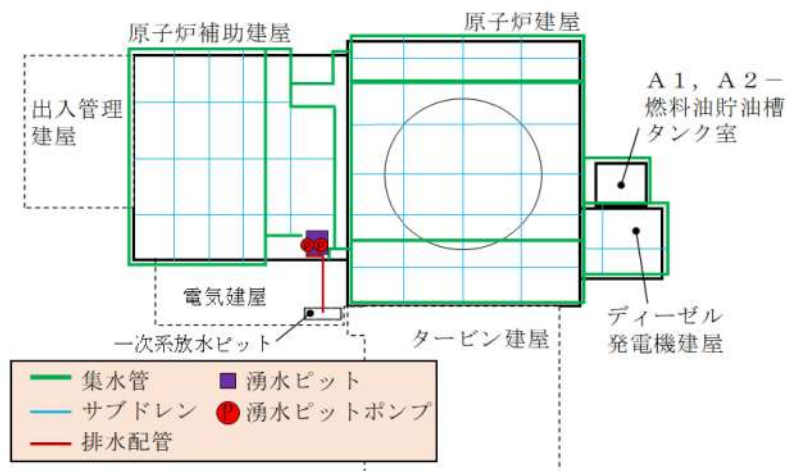 原子炉補助建屋
原子炉建屋
出入管理
建屋
A1,A2-
燃料油貯油槽
タンク室
P P
電気建屋
一次系放水ピット
タービン建屋
ディーゼル
発電機建屋
集水管
湧水ピット
サブドレン
P
湧水ピットポンプ
排水配管